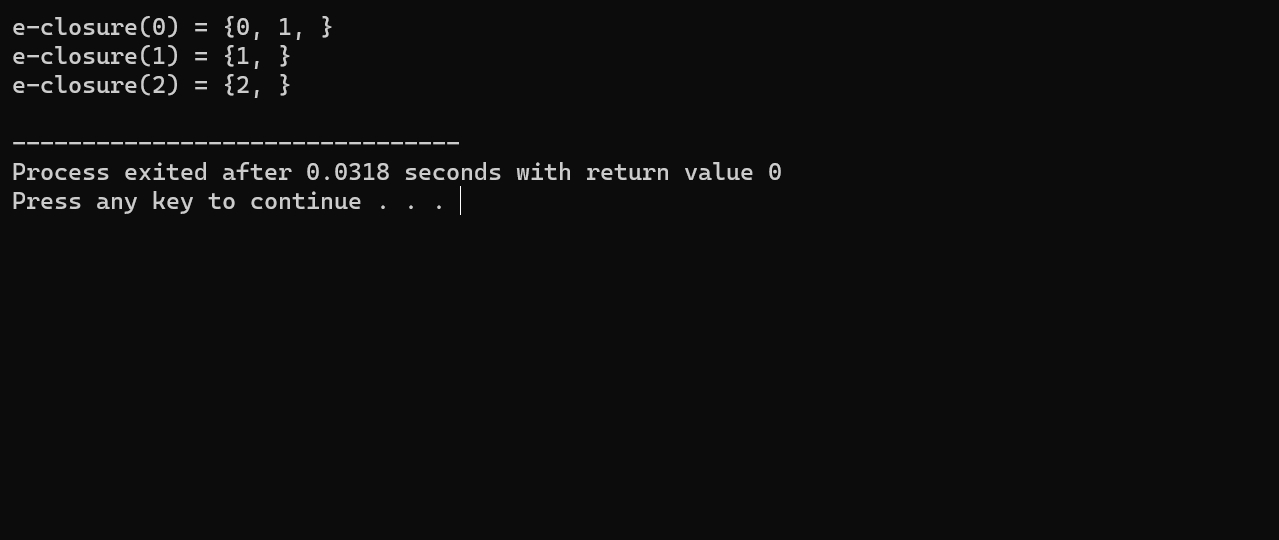 e-closure(0) = {0, 1, }
e-closure(1) = {1, }
e-closure(2) = {2, }
--------------------------------
Process exited after 0.0318 seconds with return value 0
Press any key to continue . . .